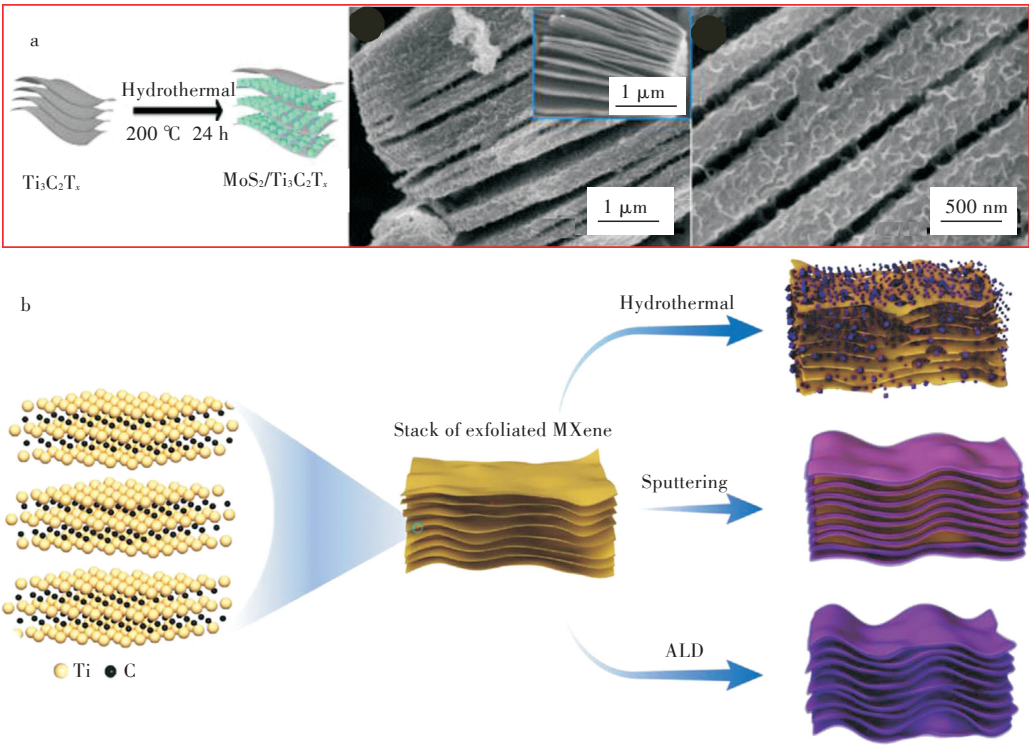 a
Hydrothermal
200 ℃ 24 h
Ti₃C₂Tₓ
MoS₂/Ti₃C₂Tₓ
1 μm
1 μm
500 nm
b
Hydrothermal
Stack of exfoliated MXene
Sputtering
ALD
Ti C